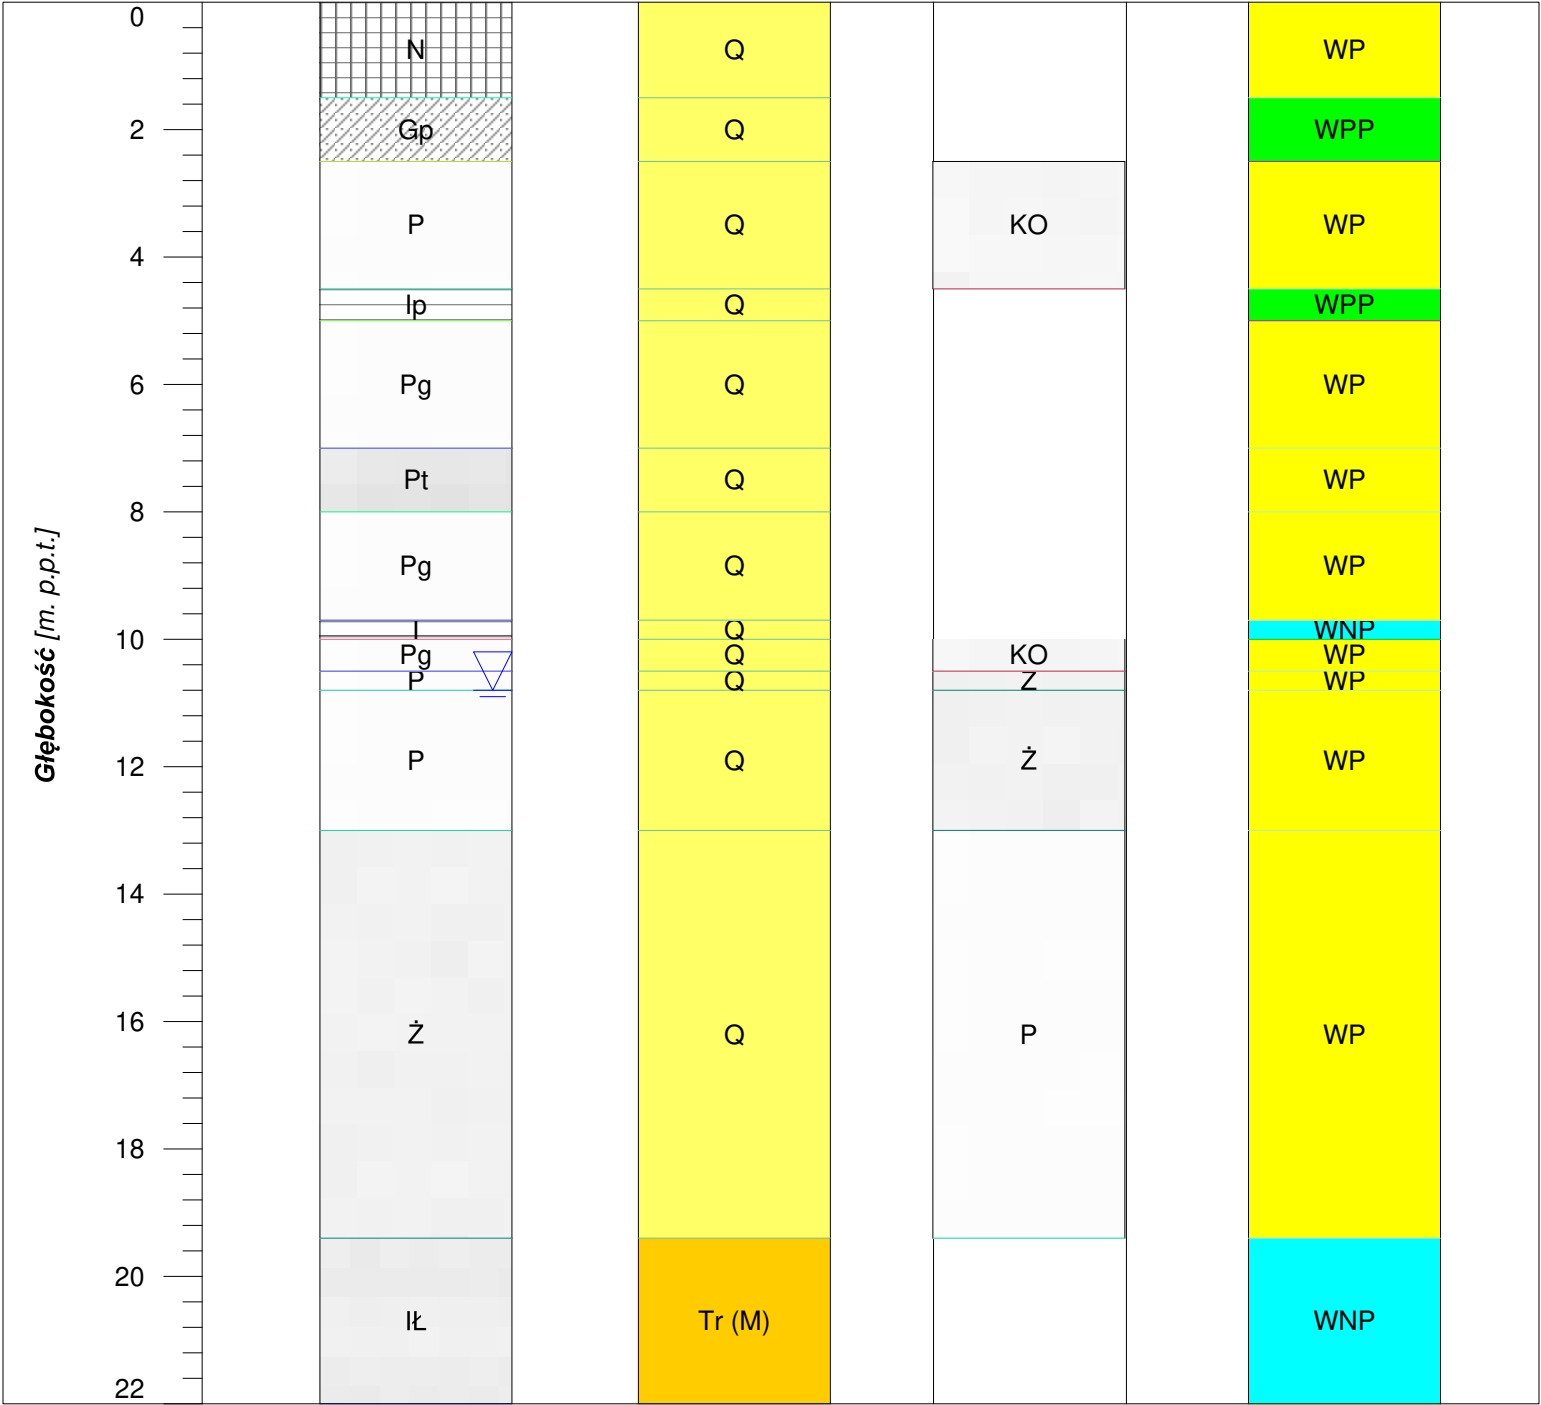 0
N Q WP
2 Gp Q WPP
P Q KO WP
4
Ip Q WPP
6 Pg Q WP
Pt Q WP
8
Pg Q WP
I Q WNP
10
Pg Q KO WP
P Q Ż WP
12 P Q Ż WP
14
16 Ż Q P WP
18
20
IŁ Tr (M) WNP
22
Głębokość [m. p.p.t.]